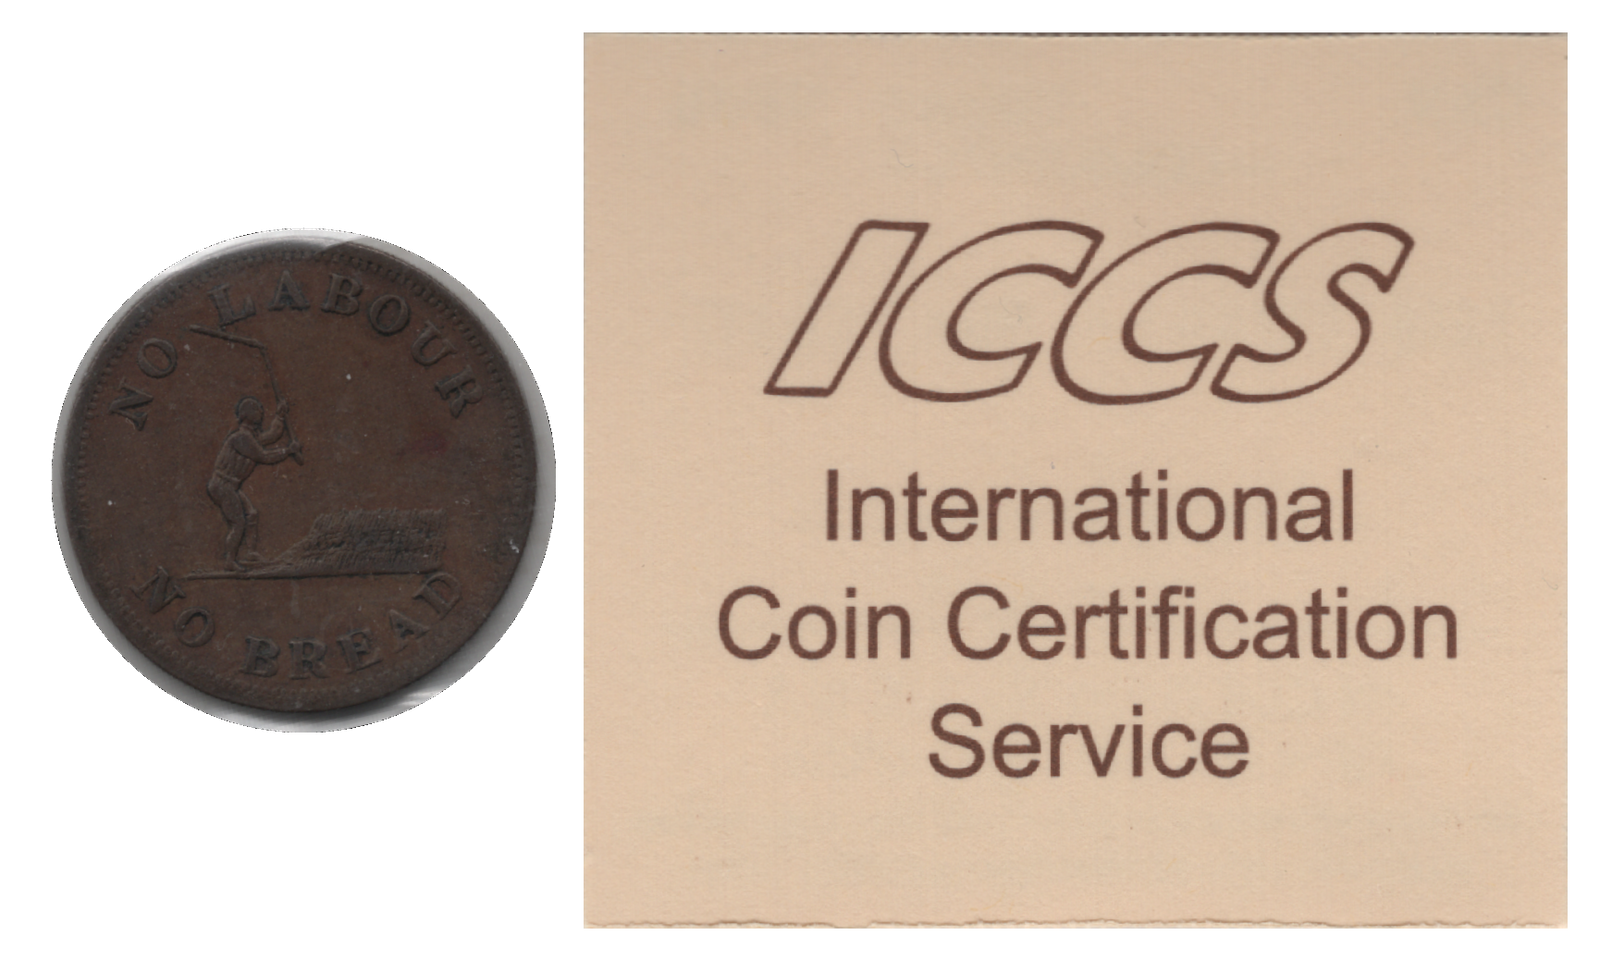 NO LABOUR
NO BREAD
ICCS
International
Coin Certification
Service